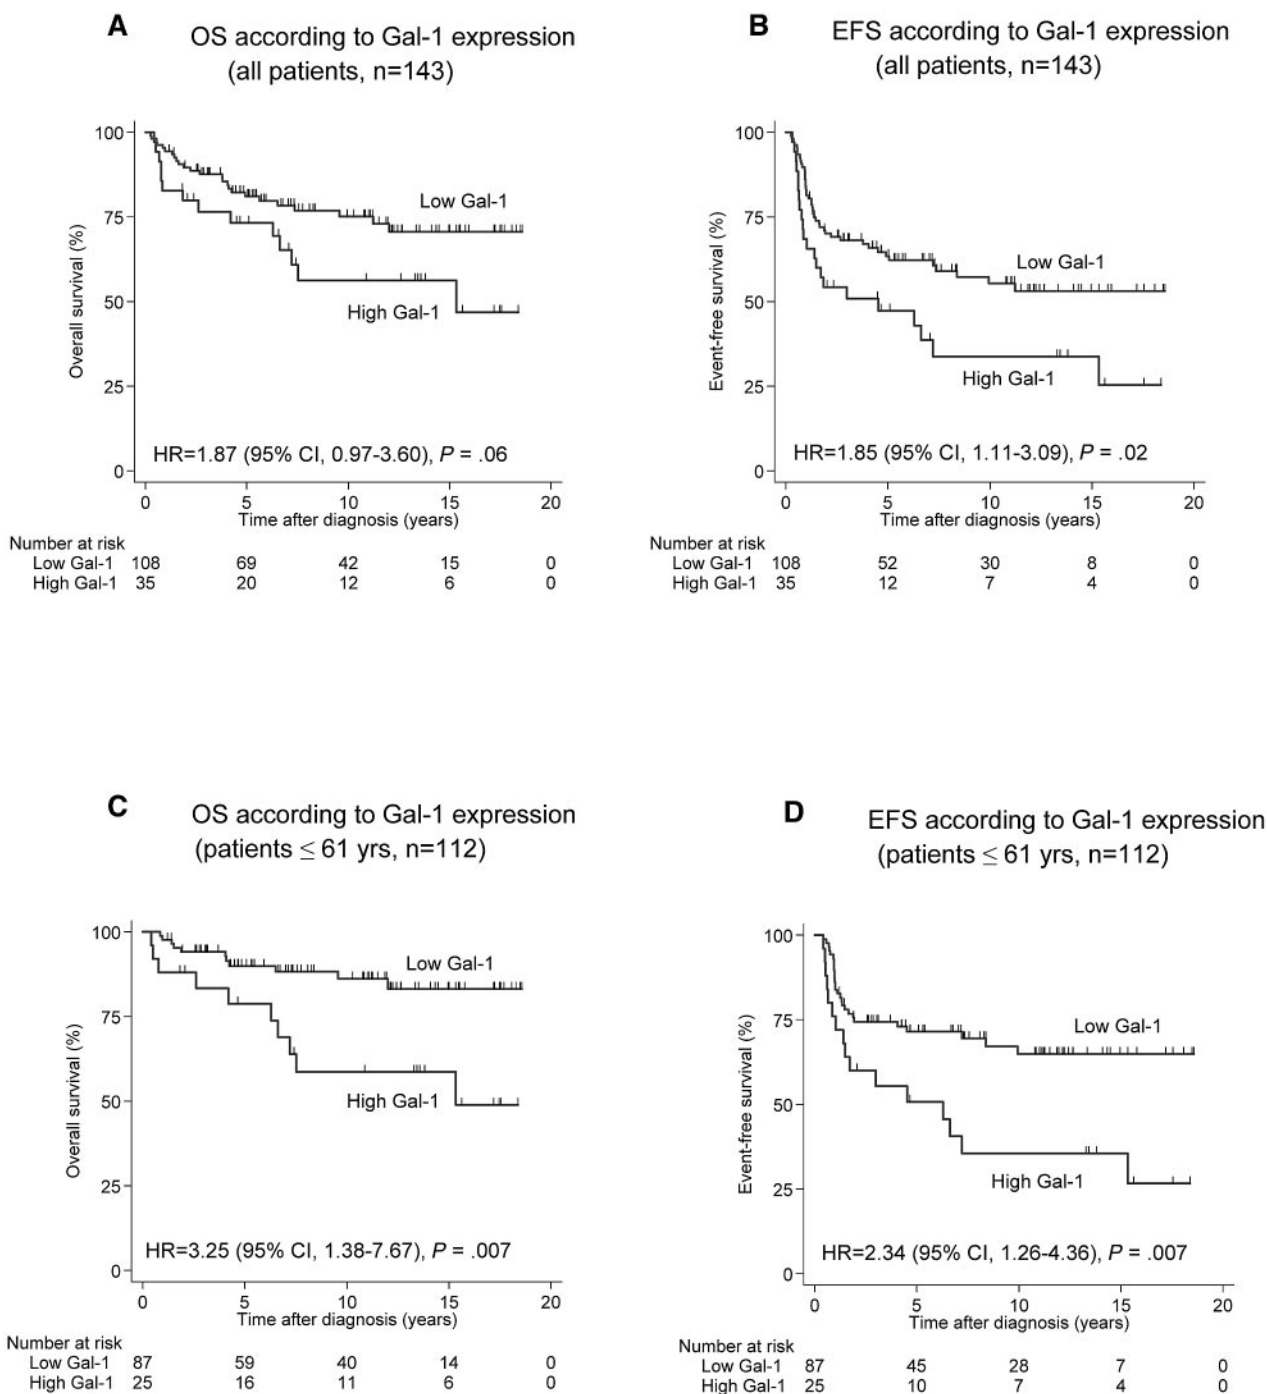 A
OS according to Gal-1 expression
(all patients, n=143)
Overall survival (%)
100
75
50
25
0
Low Gal-1
High Gal-1
HR=1.87 (95% CI, 0.97-3.60), P = .06
0 5 10 15 20
Time after diagnosis (years)
Number at risk
Low Gal-1 108 69 42 15 0
High Gal-1 35 20 12 6 0
B
EFS according to Gal-1 expression
(all patients, n=143)
Event-free survival (%)
100
75
50
25
0
Low Gal-1
High Gal-1
HR=1.85 (95% CI, 1.11-3.09), P = .02
0 5 10 15 20
Time after diagnosis (years)
Number at risk
Low Gal-1 108 52 30 8 0
High Gal-1 35 12 7 4 0
C
OS according to Gal-1 expression
(patients ≤ 61 yrs, n=112)
Overall survival (%)
100
75
50
25
0
Low Gal-1
High Gal-1
HR=3.25 (95% CI, 1.38-7.67), P = .007
0 5 10 15 20
Time after diagnosis (years)
Number at risk
Low Gal-1 87 59 40 14 0
High Gal-1 25 16 11 6 0
D
EFS according to Gal-1 expression
(patients ≤ 61 yrs, n=112)
Event-free survival (%)
100
75
50
25
0
Low Gal-1
High Gal-1
HR=2.34 (95% CI, 1.26-4.36), P = .007
0 5 10 15 20
Time after diagnosis (years)
Number at risk
Low Gal-1 87 45 28 7 0
High Gal-1 25 10 7 4 0